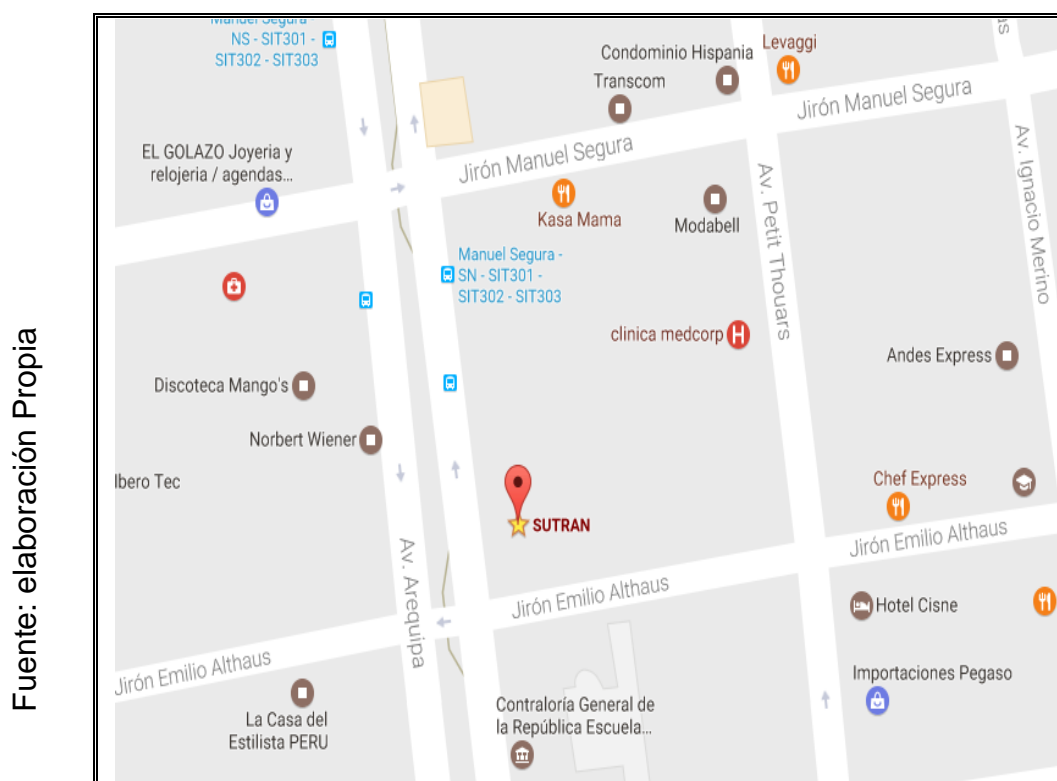 Fuente: elaboración Propia
Manuel Segura -
NS - SIT301 -
SIT302 - SIT303
Condominio Hispania
Levaggi
Transcom
Jirón Manuel Segura
EL GOLAZO Joyeria y
relojeria / agendas...
Jirón Manuel Segura
Kasa Mama
Modabell
Av. Petit Thouars
Av. Ignacio Merino
Manuel Segura -
SN - SIT301 -
SIT302 - SIT303
clinica medcorp
H
Andes Express
Discoteca Mango's
Norbert Wiener
Ibero Tec
Chef Express
SUTRAN
Jirón Emilio Althaus
Av. Arequipa
Jirón Emilio Althaus
Hotel Cisne
Jirón Emilio Althaus
Importaciones Pegaso
La Casa del
Estilista PERU
Contraloría General de
la República Escuela...